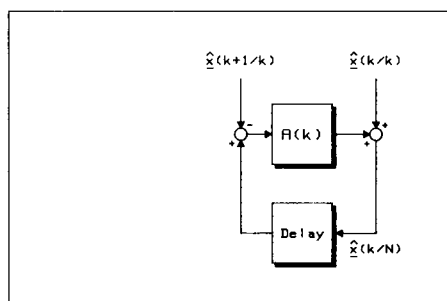 x̂(k+1/k) x̂(k/k)
- +
+ A(k) +
Delay
x̂(k/N)